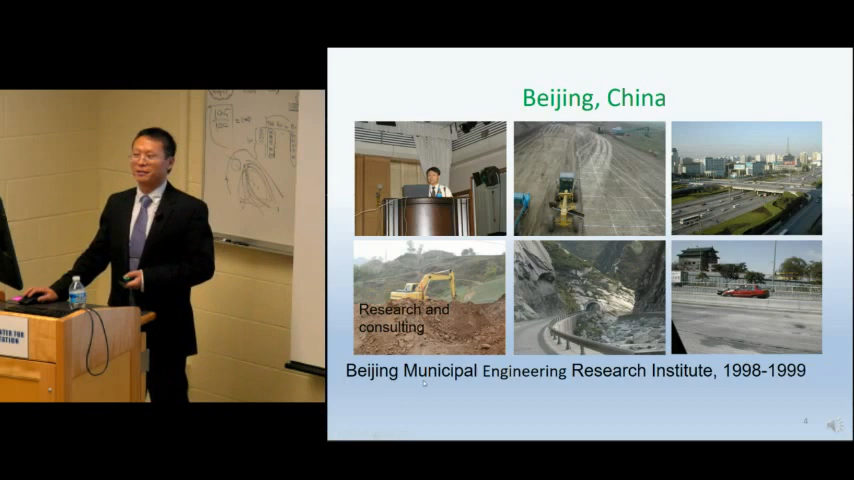 Beijing, China
Research and
consulting
Beijing Municipal Engineering Research Institute, 1998-1999
4